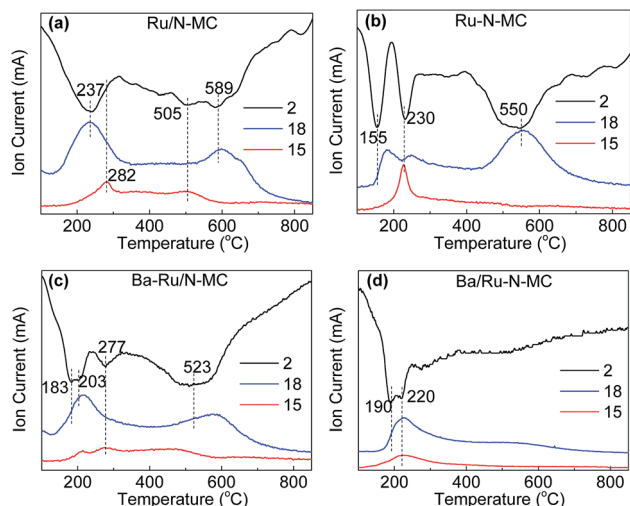 (a)
Ru/N-MC
237
589
505
282
2
18
15
Ion Current (mA)
200 400 600 800
Temperature (°C)
(b)
Ru-N-MC
230
550
155
2
18
15
Ion Current (mA)
200 400 600 800
Temperature (°C)
(c)
Ba-Ru/N-MC
277
523
183
203
2
18
15
Ion Current (mA)
200 400 600 800
Temperature (°C)
(d)
Ba/Ru-N-MC
190
220
2
18
15
Ion Current (mA)
200 400 600 800
Temperature (°C)